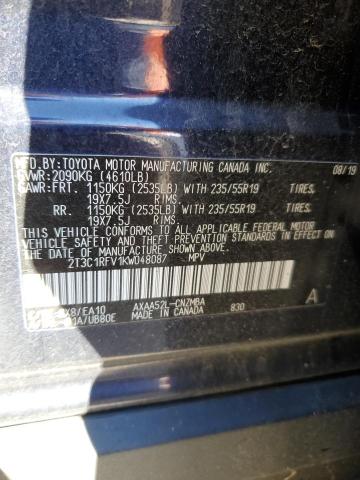 MFD.BY:TOYOTA MOTOR MANUFACTURING CANADA INC. 08/19
GVWR:2090KG (4610LB)
GAWR:FRT. 1150KG (2535LB) WITH 235/55R19 TIRES.
19X7.5J RIMS.
RR. 1150KG (2535LB) WITH 235/55R19 TIRES.
19X7.5J RIMS.
THIS VEHICLE CONFORMS TO ALL APPLICABLE
FEDERAL MOTOR VEHICLE SAFETY STANDARDS
IN EFFECT ON THE DATE OF MANUFACTURE SHOWN ABOVE.
2T3C1RFV1KW048087 MPV
/EA10 AXAA52L-CNZMBA A
/UB80E MADE IN CANADA 830